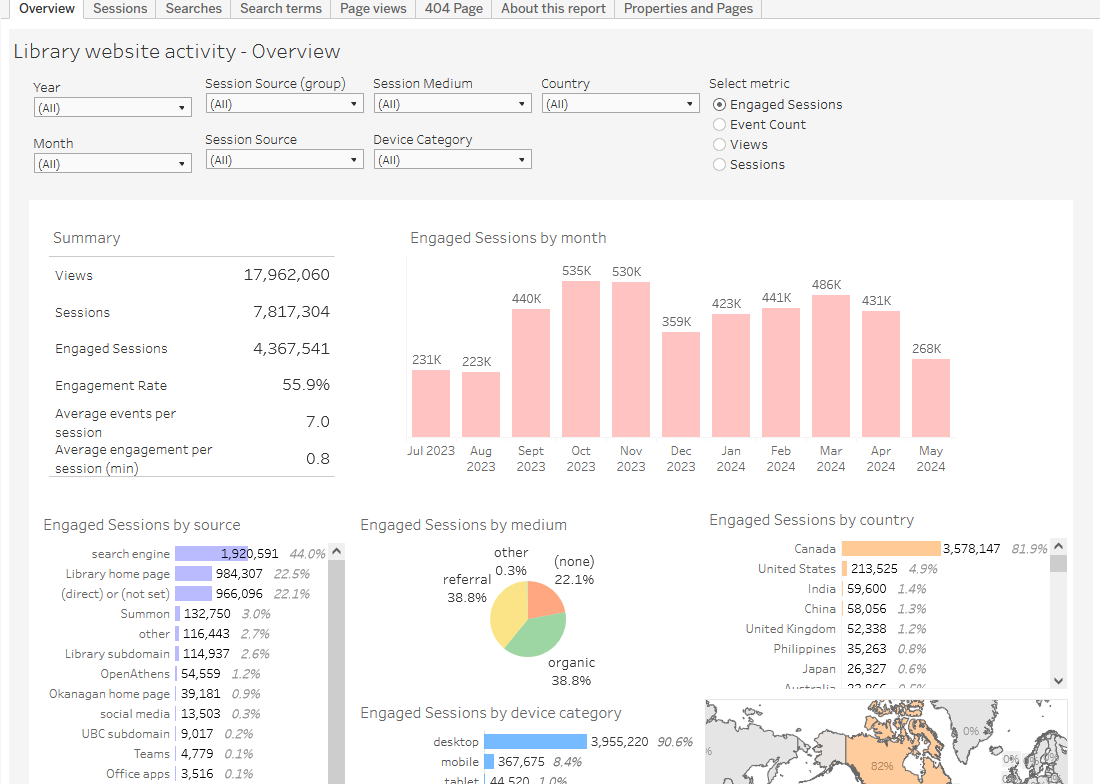 Overview Sessions Searches Search terms Page views 404 Page About this report Properties and Pages
Library website activity - Overview
Year
(All)
Session Source (group)
(All)
Session Medium
(All)
Country
(All)
Month
(All)
Session Source
(All)
Device Category
(All)
Select metric
Engaged Sessions
Event Count
Views
Sessions
Summary
Views 17,962,060
Sessions 7,817,304
Engaged Sessions 4,367,541
Engagement Rate 55.9%
Average events per
session 7.0
Average engagement per
session (min) 0.8
Engaged Sessions by month
231K 223K 440K 535K 530K 359K 423K 441K 486K 431K 268K
Jul 2023 Aug Sept Oct Nov Dec Jan Feb Mar Apr May
2023 2023 2023 2023 2023 2024 2024 2024 2024 2024
Engaged Sessions by source
search engine 1,920,591 44.0%
Library home page 984,307 22.5%
(direct) or (not set) 966,096 22.1%
Summon 132,750 3.0%
other 116,443 2.7%
Library subdomain 114,937 2.6%
OpenAthens 54,559 1.2%
Okanagan home page 39,181 0.9%
social media 13,503 0.3%
UBC subdomain 9,017 0.2%
Teams 4,779 0.1%
Office apps 3,516 0.1%
Engaged Sessions by medium
other
0.3%
(none)
22.1%
referral
38.8%
organic
38.8%
Engaged Sessions by device category
desktop 3,955,220 90.6%
mobile 367,675 8.4%
tablet 44,520 1.0%
Engaged Sessions by country
Canada 3,578,147 81.9%
United States 213,525 4.9%
India 59,600 1.4%
China 58,056 1.3%
United Kingdom 52,338 1.2%
Philippines 35,263 0.8%
Japan 26,327 0.6%
Australia
%
82%
0%
0%
0%